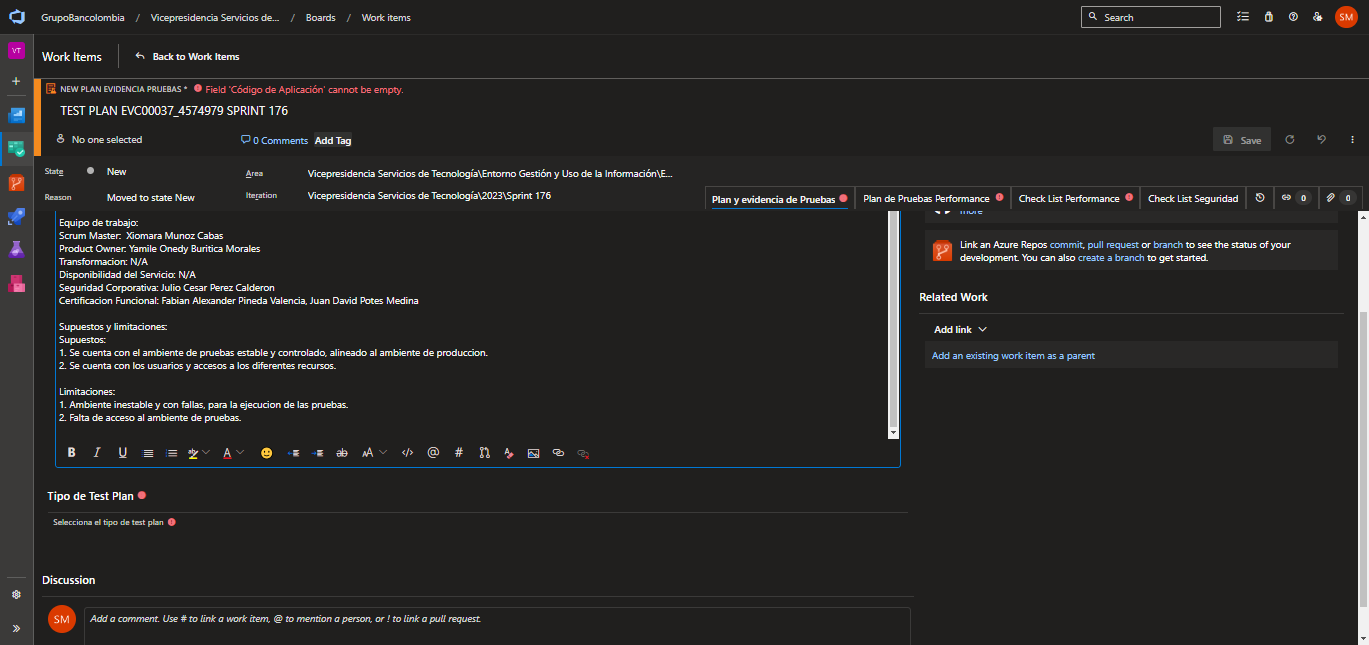 GrupoBancolombia / Vicepresidencia Servicios de... / Boards / Work items
Search
SM
VT
Work Items
Back to Work Items
NEW PLAN EVIDENCIA PRUEBAS *
Field 'Código de Aplicación' cannot be empty.
TEST PLAN EVC00037_4574979 SPRINT 176
No one selected
0 Comments
Add Tag
Save
State
New
Area
Vicepresidencia Servicios de Tecnología\Entorno Gestión y Uso de la Información\E...
Reason
Moved to state New
Iteration
Vicepresidencia Servicios de Tecnología\2023\Sprint 176
Plan y evidencia de Pruebas
Plan de Pruebas Performance
Check List Performance
Check List Seguridad
0
0
Equipo de trabajo:
Scrum Master: Xiomara Munoz Cabas
Product Owner: Yamile Onedy Buritica Morales
Transformacion: N/A
Disponibilidad del Servicio: N/A
Seguridad Corporativa: Julio Cesar Perez Calderon
Certificacion Funcional: Fabian Alexander Pineda Valencia, Juan David Potes Medina
Supuestos y limitaciones:
Supuestos:
1. Se cuenta con el ambiente de pruebas estable y controlado, alineado al ambiente de produccion.
2. Se cuenta con los usuarios y accesos a los diferentes recursos.
Limitaciones:
1. Ambiente inestable y con fallas, para la ejecucion de las pruebas.
2. Falta de acceso al ambiente de pruebas.
more
Link an Azure Repos commit, pull request or branch to see the status of your
development. You can also create a branch to get started.
Related Work
Add link
Add an existing work item as a parent
Tipo de Test Plan
Selecciona el tipo de test plan
Discussion
SM
Add a comment. Use # to link a work item, @ to mention a person, or ! to link a pull request.